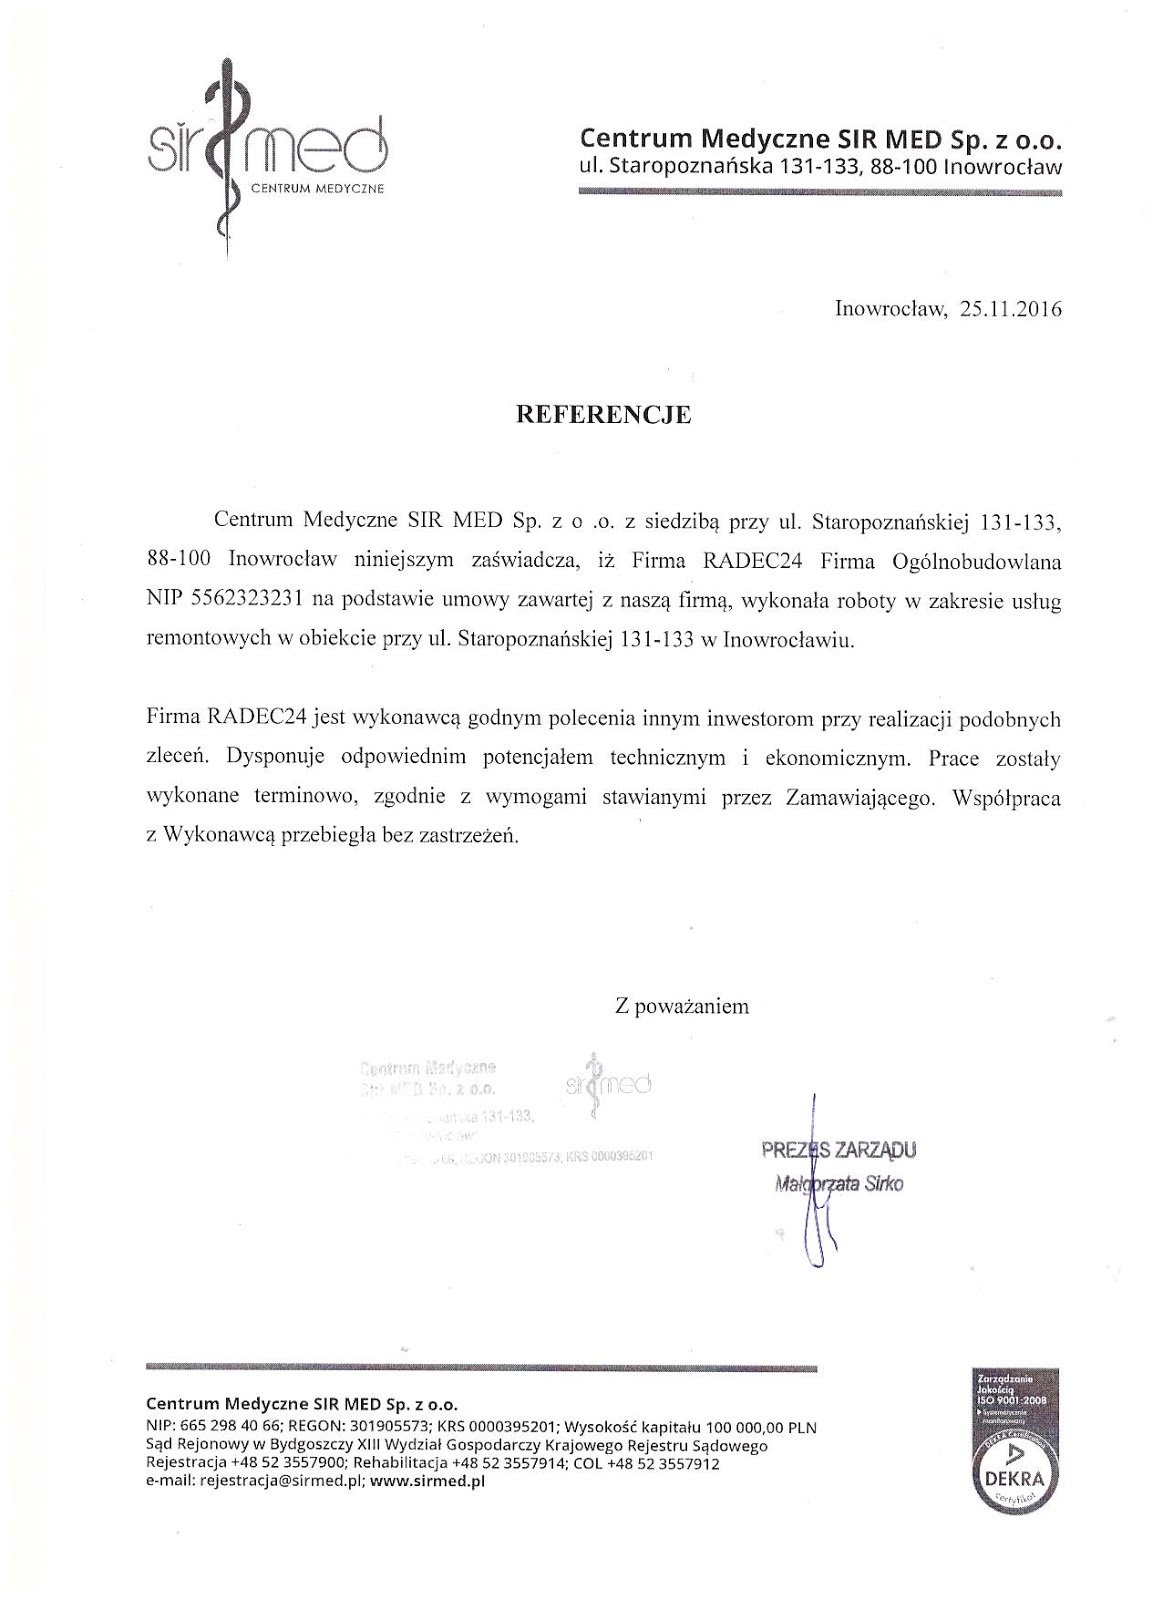 sir med
CENTRUM MEDYCZNE
Centrum Medyczne SIR MED Sp. z o.o.
ul. Staropoznańska 131-133, 88-100 Inowrocław
Inowrocław, 25.11.2016
REFERENCJE
Centrum Medyczne SIR MED Sp. z o .o. z siedzibą przy ul. Staropoznańskiej 131-133,
88-100 Inowrocław niniejszym zaświadcza, iż Firma RADEC24 Firma Ogólnobudowlana
NIP 5562323231 na podstawie umowy zawartej z naszą firmą, wykonała roboty w zakresie usług
remontowych w obiekcie przy ul. Staropoznańskiej 131-133 w Inowrocławiu.
Firma RADEC24 jest wykonawcą godnym polecenia innym inwestorom przy realizacji podobnych
zleceń. Dysponuje odpowiednim potencjałem technicznym i ekonomicznym. Prace zostały
wykonane terminowo, zgodnie z wymogami stawianymi przez Zamawiającego. Współpraca
z Wykonawcą przebiegła bez zastrzeżeń.
Z poważaniem
Centrum Medyczne
SIR MED Sp. z o.o.
sir med
131-133,
REGON 301905573; KRS 0000395201
PREZES ZARZĄDU
Małgorzata Sirko
Centrum Medyczne SIR MED Sp. z o.o.
NIP: 665 298 40 66; REGON: 301905573; KRS 0000395201; Wysokość kapitału 100 000,00 PLN
Sąd Rejonowy w Bydgoszczy XIII Wydział Gospodarczy Krajowego Rejestru Sądowego
Rejestracja +48 52 3557900; Rehabilitacja +48 52 3557914; COL +48 52 3557912
e-mail: rejestracja@sirmed.pl; www.sirmed.pl
Zarządzanie
Jakością
ISO 9001:2008
Systematycznie
monitorowany
DEKRA Certification
DEKRA
certyfikat